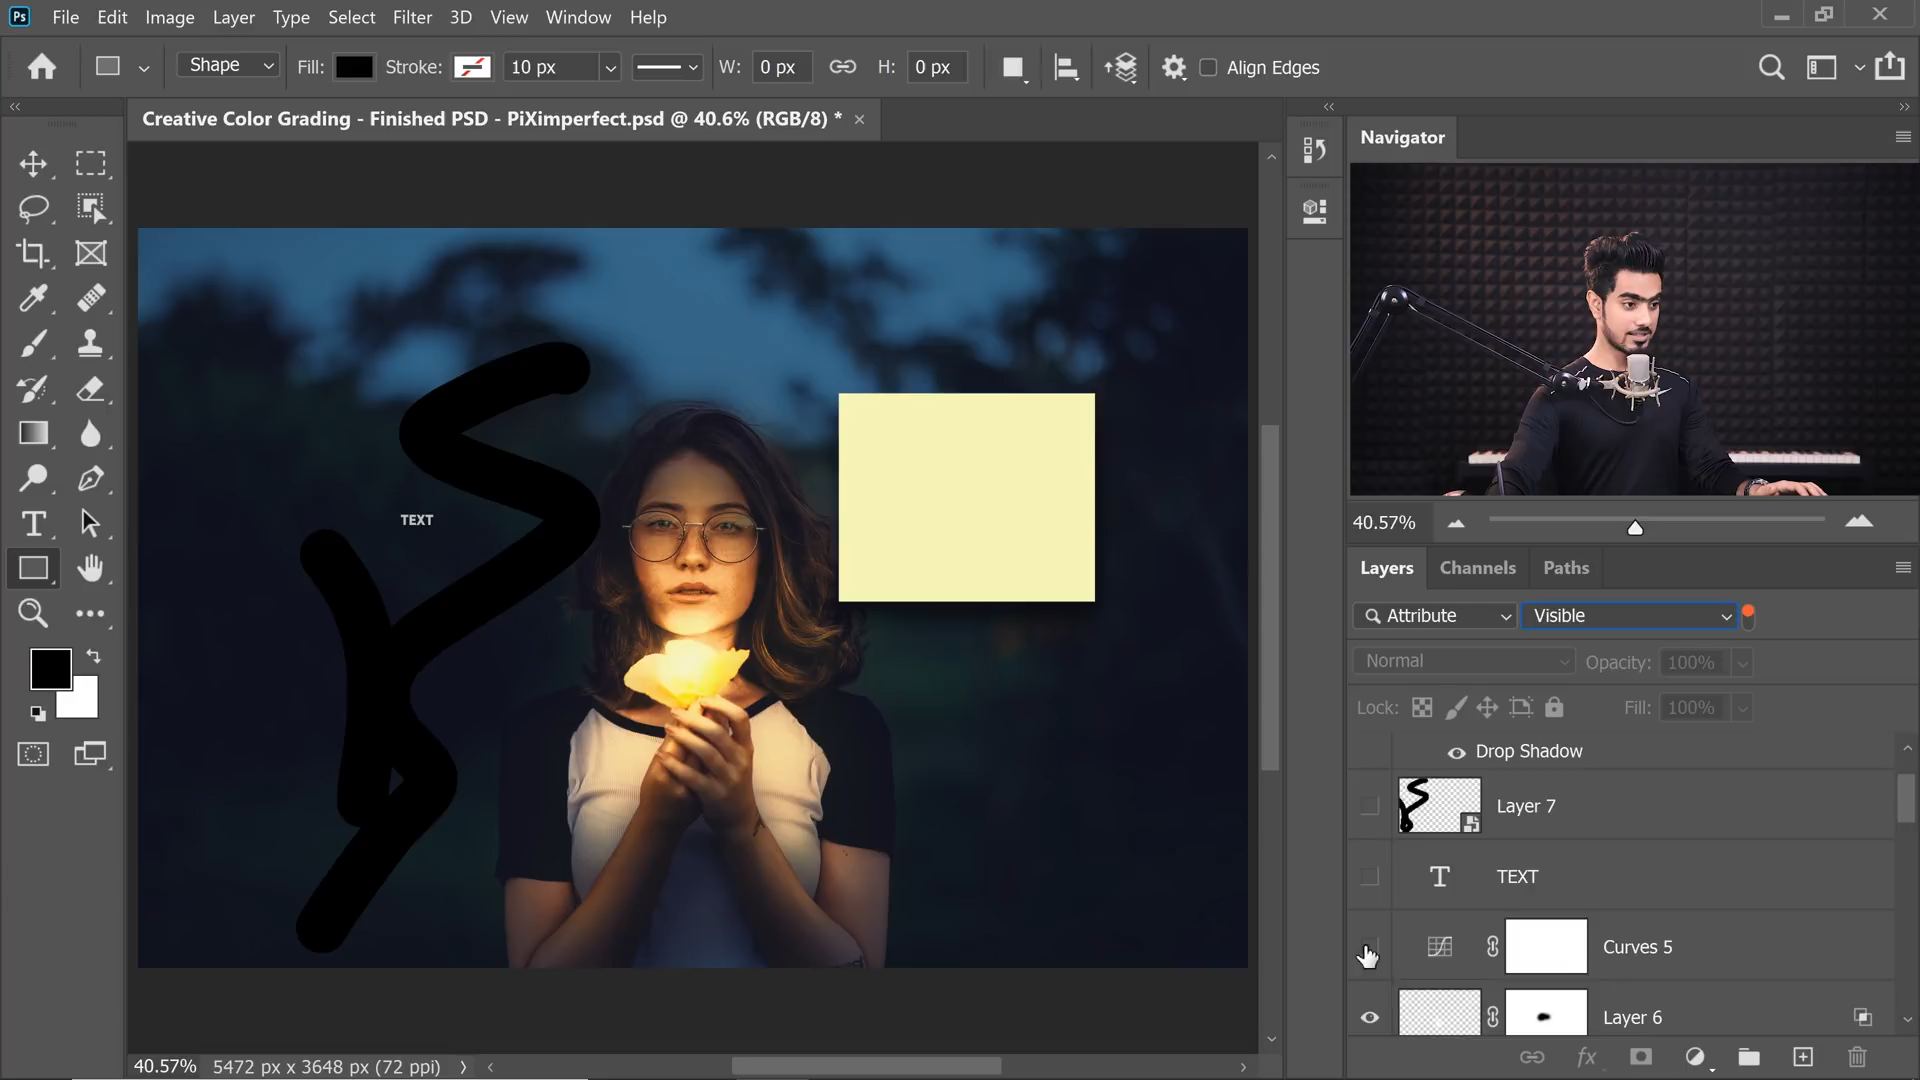 Ps File Edit Image Layer Type Select Filter 3D View Window Help
Shape Fill: Stroke: 10 px W: 0 px H: 0 px Align Edges
Creative Color Grading - Finished PSD - PiXimperfect.psd @ 40.6% (RGB/8) *
Navigator
TEXT
40.57%
Layers Channels Paths
Attribute Visible
Normal Opacity: 100%
Lock: Fill: 100%
Drop Shadow
Layer 7
T TEXT
Curves 5
Layer 6
fx
40.57% 5472 px x 3648 px (72 ppi)